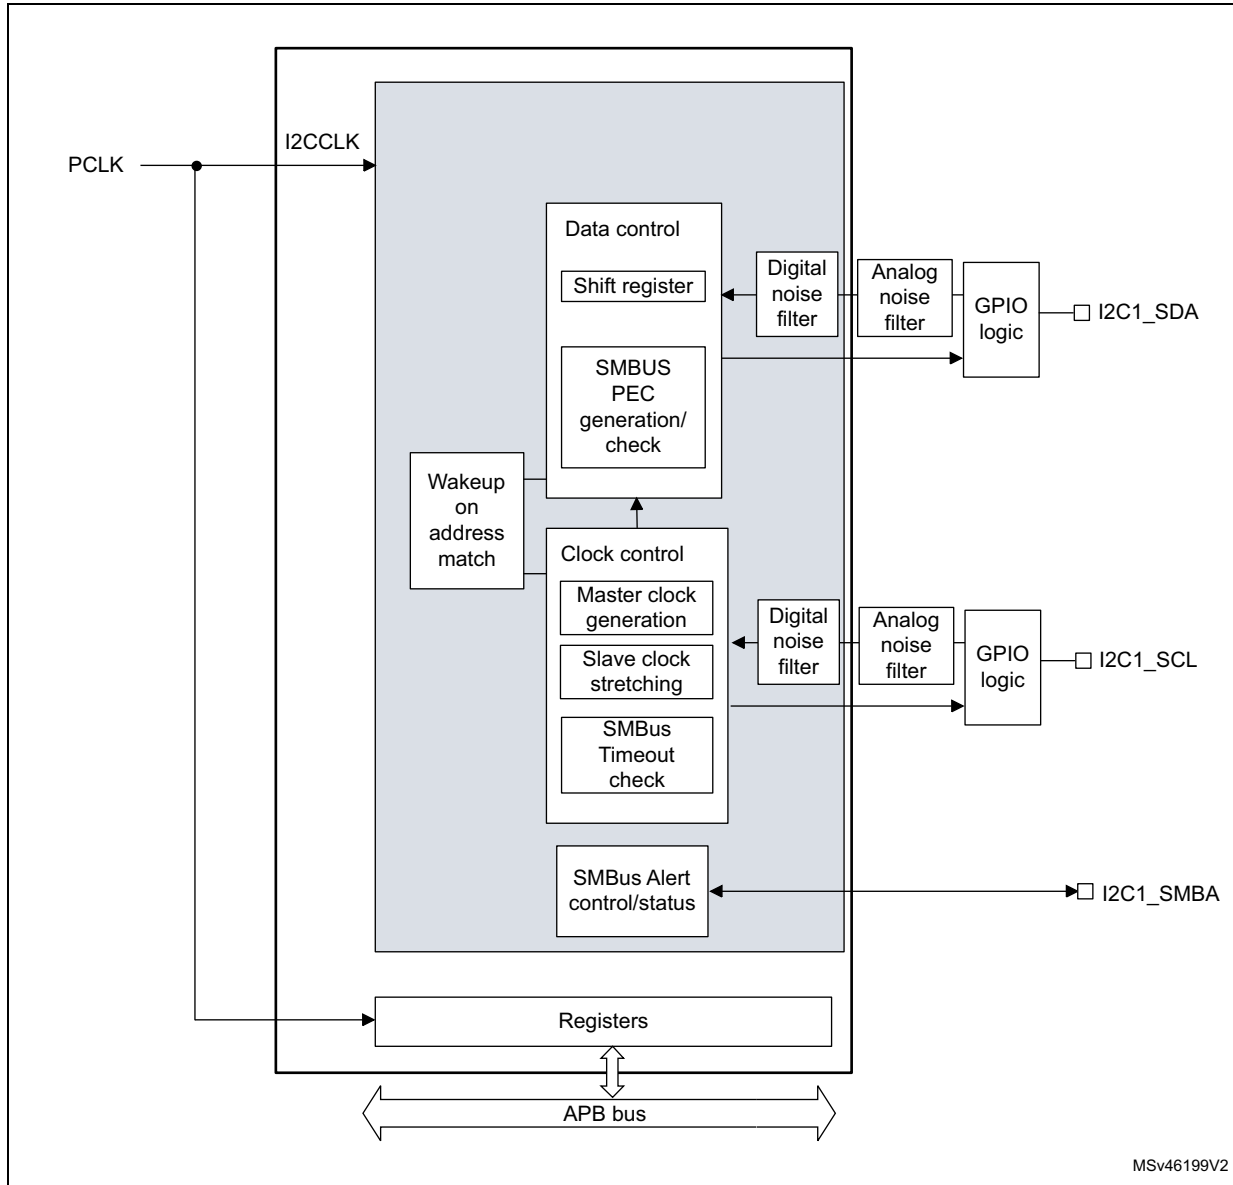 I2CCLK
PCLK
Data control
Shift register
SMBUS
PEC
generation/
check
Digital
noise
filter
Analog
noise
filter
GPIO
logic
I2C1_SDA
Wakeup
on
address
match
Clock control
Master clock
generation
Slave clock
stretching
SMBus
Timeout
check
Digital
noise
filter
Analog
noise
filter
GPIO
logic
I2C1_SCL
SMBus Alert
control/status
I2C1_SMBA
Registers
APB bus
MSv46199V2